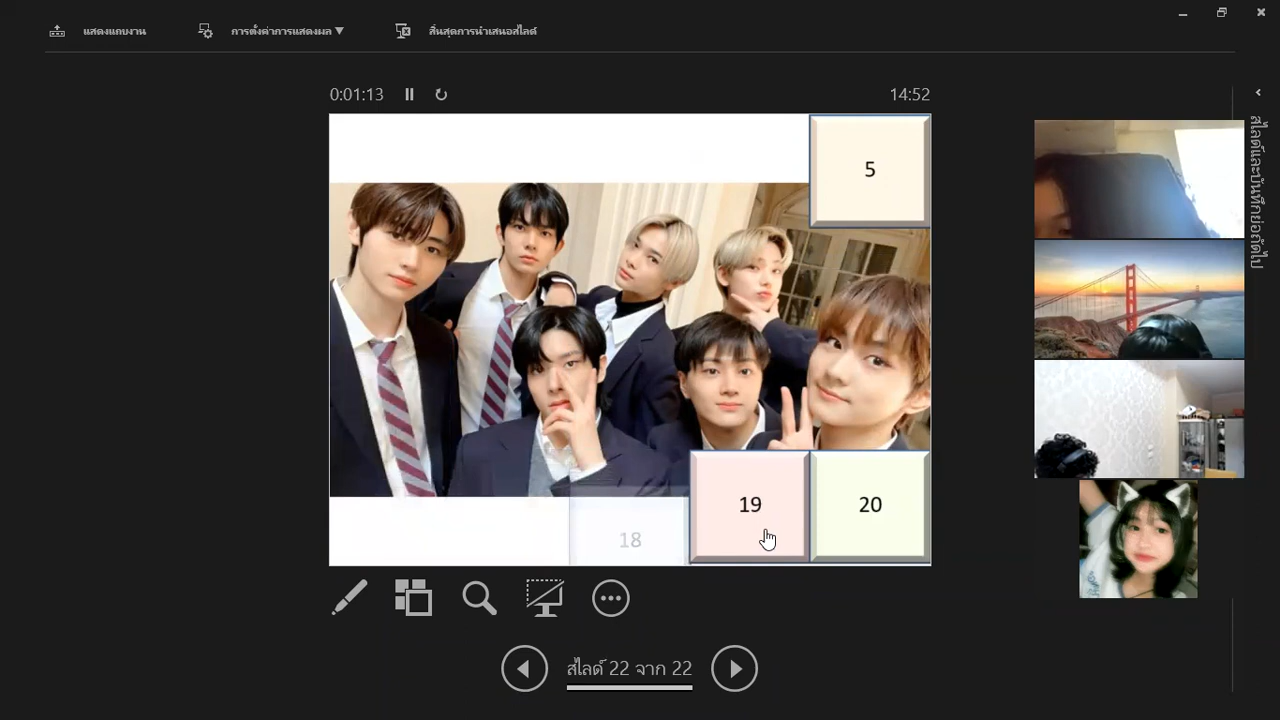 แสดงแถบงาน
การตั้งค่าการแสดงผล ▼
สิ้นสุดการนำเสนอสไลด์
0:01:13
14:52
5
18
19
20
สไลด์ 22 จาก 22
สไลด์และบันทึกย่อถัดไป